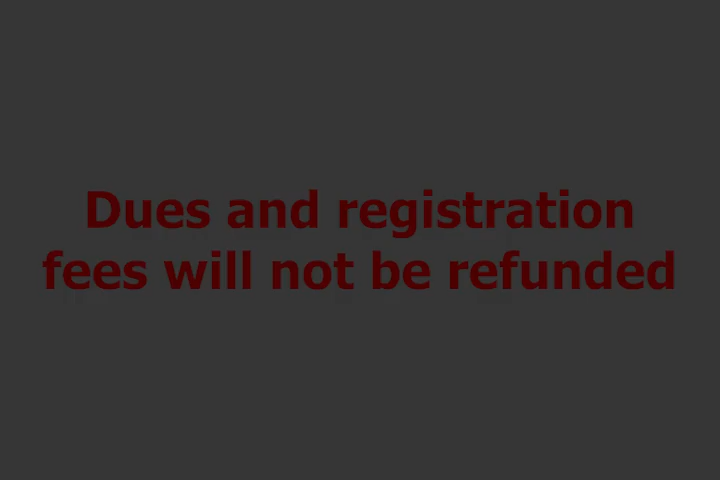 Dues and registration
fees will not be refunded